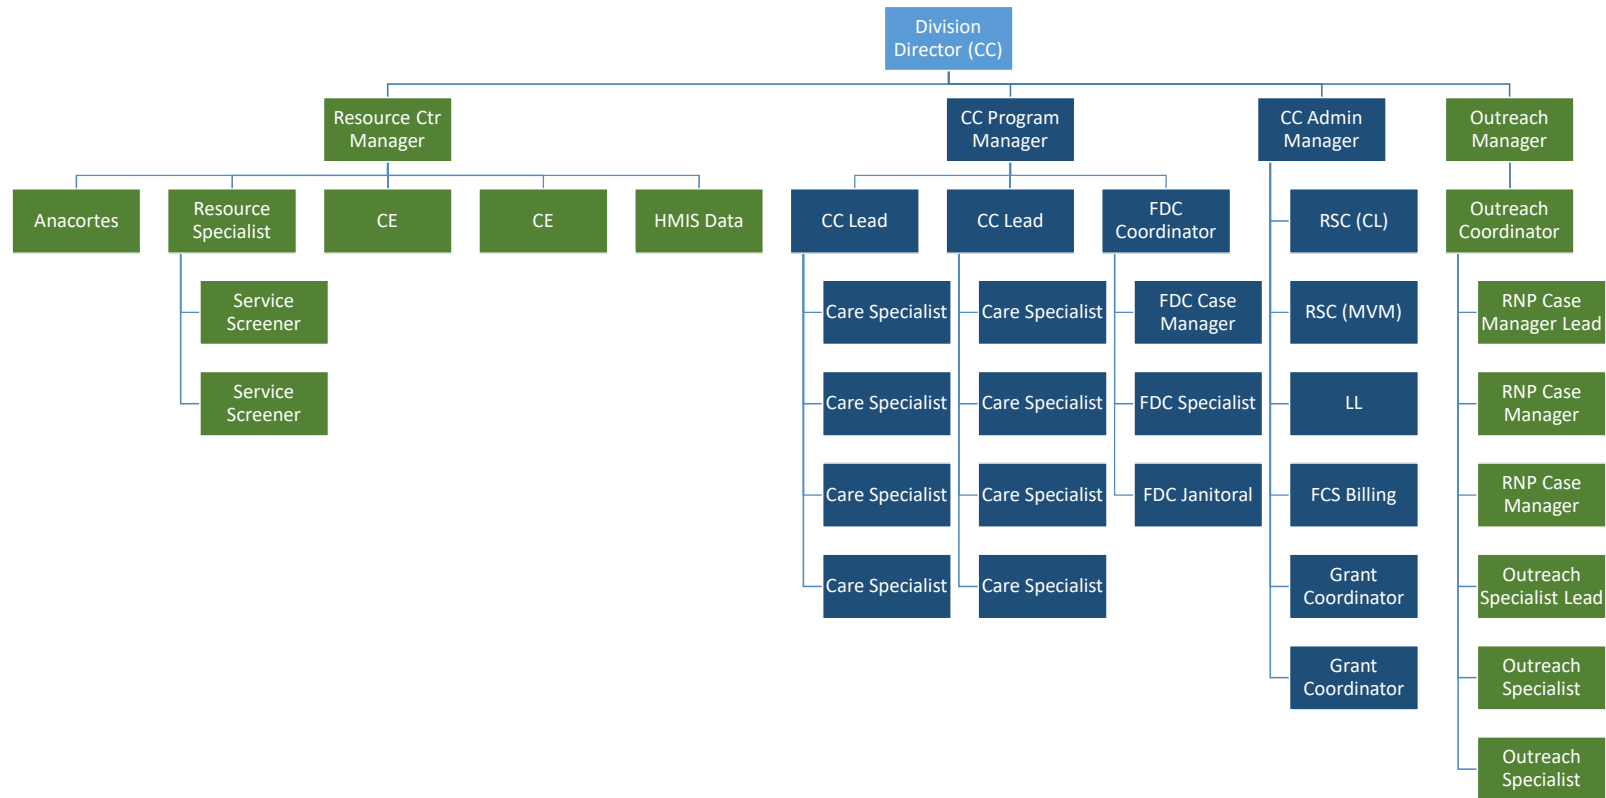 Division
Director (CC)
Resource Ctr
Manager
CC Program
Manager
CC Admin
Manager
Outreach
Manager
Anacortes
Resource
Specialist
CE
CE
HMIS Data
CC Lead
CC Lead
FDC
Coordinator
RSC (CL)
Outreach
Coordinator
Service
Screener
Care Specialist
Care Specialist
FDC Case
Manager
RSC (MVM)
RNP Case
Manager Lead
Service
Screener
Care Specialist
Care Specialist
FDC Specialist
LL
RNP Case
Manager
Care Specialist
Care Specialist
FDC Janitoral
FCS Billing
RNP Case
Manager
Care Specialist
Care Specialist
Grant
Coordinator
Outreach
Specialist Lead
Grant
Coordinator
Outreach
Specialist
Outreach
Specialist